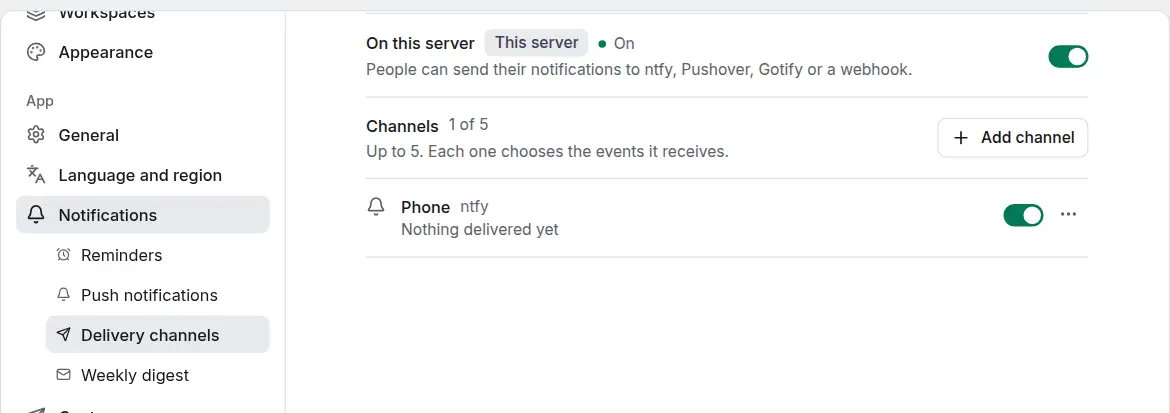 Workspaces
Appearance
App
General
Language and region
Notifications
Reminders
Push notifications
Delivery channels
Weekly digest
On this server This server On
People can send their notifications to ntfy, Pushover, Gotify or a webhook.
Channels 1 of 5
Up to 5. Each one chooses the events it receives.
Add channel
Phone ntfy
Nothing delivered yet